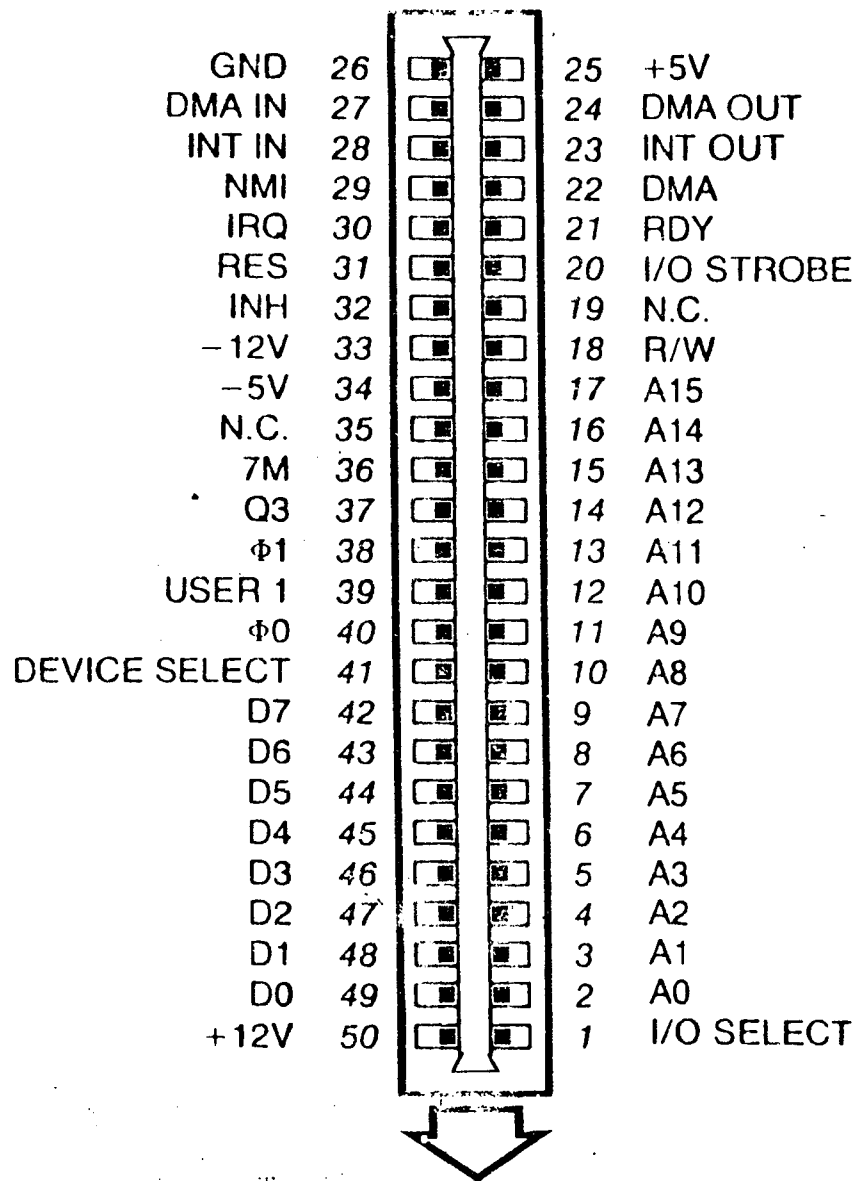 GND 26 25 +5V
DMA IN 27 24 DMA OUT
INT IN 28 23 INT OUT
NMI 29 22 DMA
IRQ 30 21 RDY
RES 31 20 I/O STROBE
INH 32 19 N.C.
−12V 33 18 R/W
−5V 34 17 A15
N.C. 35 16 A14
7M 36 15 A13
Q3 37 14 A12
Φ1 38 13 A11
USER 1 39 12 A10
Φ0 40 11 A9
DEVICE SELECT 41 10 A8
D7 42 9 A7
D6 43 8 A6
D5 44 7 A5
D4 45 6 A4
D3 46 5 A3
D2 47 4 A2
D1 48 3 A1
D0 49 2 A0
+12V 50 1 I/O SELECT